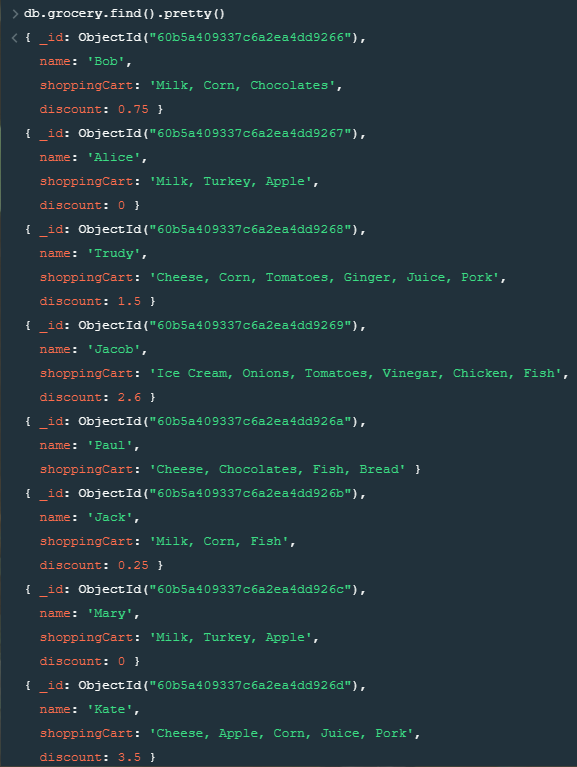 > db.grocery.find().pretty()
< { _id: ObjectId("60b5a409337c6a2ea4dd9266"),
name: 'Bob',
shoppingCart: 'Milk, Corn, Chocolates',
discount: 0.75 }
{ _id: ObjectId("60b5a409337c6a2ea4dd9267"),
name: 'Alice',
shoppingCart: 'Milk, Turkey, Apple',
discount: 0 }
{ _id: ObjectId("60b5a409337c6a2ea4dd9268"),
name: 'Trudy',
shoppingCart: 'Cheese, Corn, Tomatoes, Ginger, Juice, Pork',
discount: 1.5 }
{ _id: ObjectId("60b5a409337c6a2ea4dd9269"),
name: 'Jacob',
shoppingCart: 'Ice Cream, Onions, Tomatoes, Vinegar, Chicken, Fish',
discount: 2.6 }
{ _id: ObjectId("60b5a409337c6a2ea4dd926a"),
name: 'Paul',
shoppingCart: 'Cheese, Chocolates, Fish, Bread' }
{ _id: ObjectId("60b5a409337c6a2ea4dd926b"),
name: 'Jack',
shoppingCart: 'Milk, Corn, Fish',
discount: 0.25 }
{ _id: ObjectId("60b5a409337c6a2ea4dd926c"),
name: 'Mary',
shoppingCart: 'Milk, Turkey, Apple',
discount: 0 }
{ _id: ObjectId("60b5a409337c6a2ea4dd926d"),
name: 'Kate',
shoppingCart: 'Cheese, Apple, Corn, Juice, Pork',
discount: 3.5 }